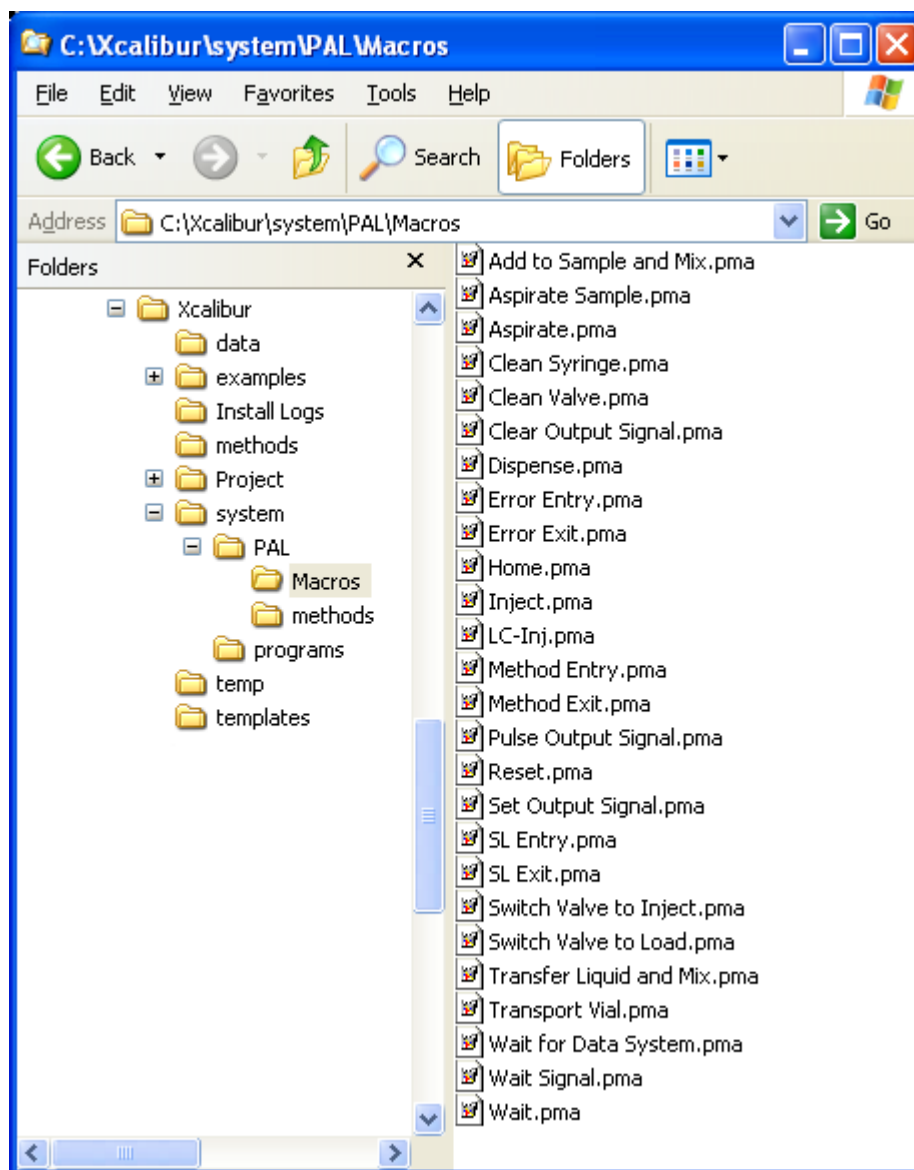 C:\Xcalibur\system\PAL\Macros
File Edit View Favorites Tools Help
Back Search Folders
Address C:\Xcalibur\system\PAL\Macros Go
Folders
Xcalibur
data
examples
Install Logs
methods
Project
system
PAL
Macros
methods
programs
temp
templates
Add to Sample and Mix.pma
Aspirate Sample.pma
Aspirate.pma
Clean Syringe.pma
Clean Valve.pma
Clear Output Signal.pma
Dispense.pma
Error Entry.pma
Error Exit.pma
Home.pma
Inject.pma
LC-Inj.pma
Method Entry.pma
Method Exit.pma
Pulse Output Signal.pma
Reset.pma
Set Output Signal.pma
SL Entry.pma
SL Exit.pma
Switch Valve to Inject.pma
Switch Valve to Load.pma
Transfer Liquid and Mix.pma
Transport Vial.pma
Wait for Data System.pma
Wait Signal.pma
Wait.pma